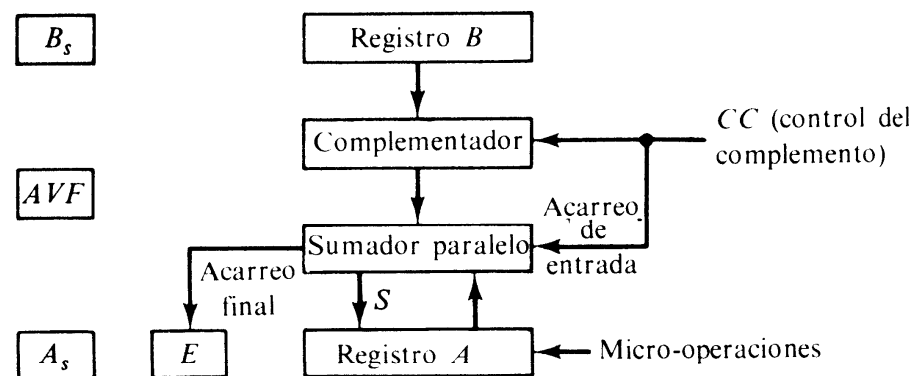 B_s
Registro B
Complementador
CC (control del
complemento)
AVF
Acarreo
de
entrada
Sumador paralelo
Acarreo
final
S
A_s
E
Registro A
Micro-operaciones